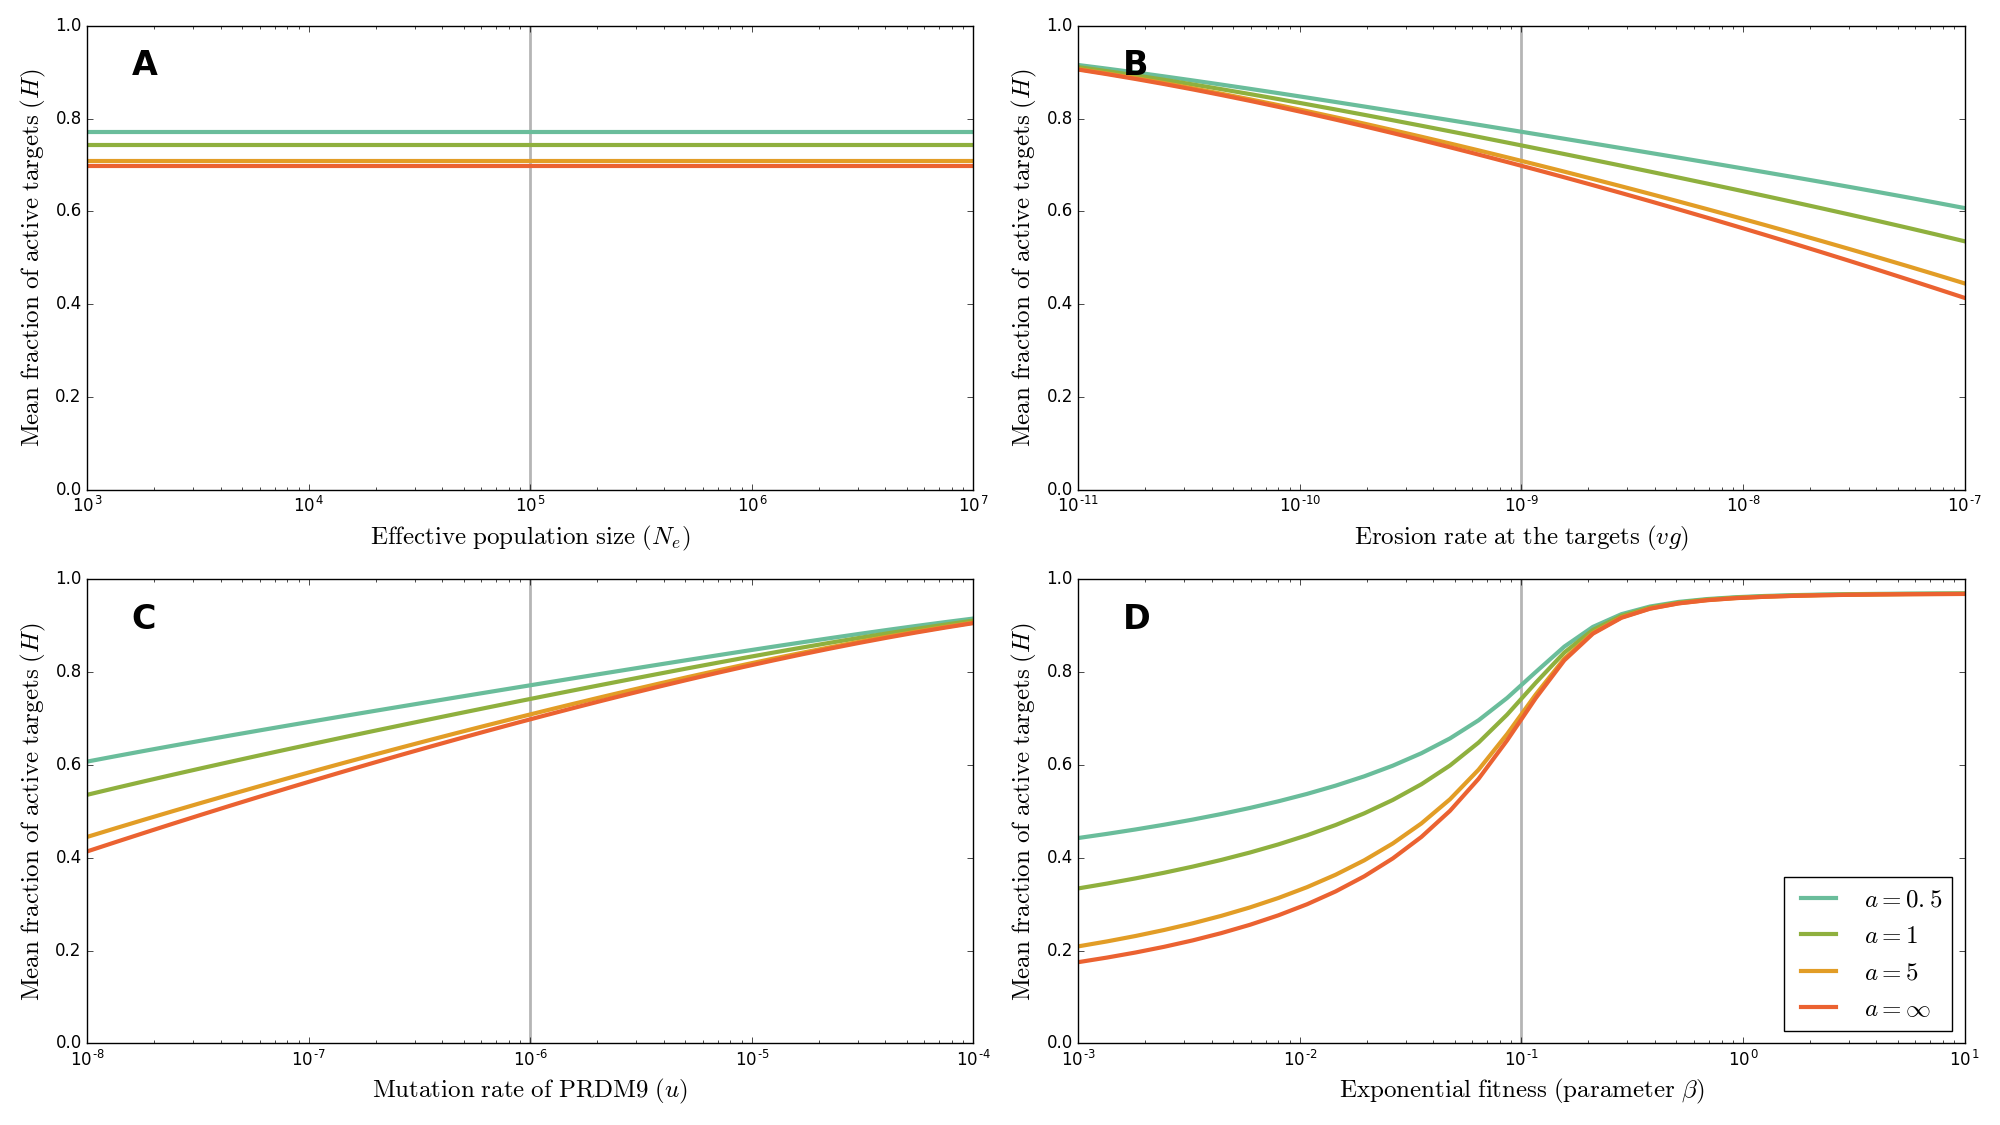 A
Mean fraction of active targets (H)
1.0
0.8
0.6
0.4
0.2
0.0
10^3 10^4 10^5 10^6 10^7
Effective population size (N_e)
B
Mean fraction of active targets (H)
1.0
0.8
0.6
0.4
0.2
0.0
10^-11 10^-10 10^-9 10^-8 10^-7
Erosion rate at the targets (vg)
C
Mean fraction of active targets (H)
1.0
0.8
0.6
0.4
0.2
0.0
10^-8 10^-7 10^-6 10^-5 10^-4
Mutation rate of PRDM9 (u)
D
Mean fraction of active targets (H)
1.0
0.8
0.6
0.4
0.2
0.0
10^-3 10^-2 10^-1 10^0 10^1
Exponential fitness (parameter β)
a = 0.5
a = 1
a = 5
a = ∞